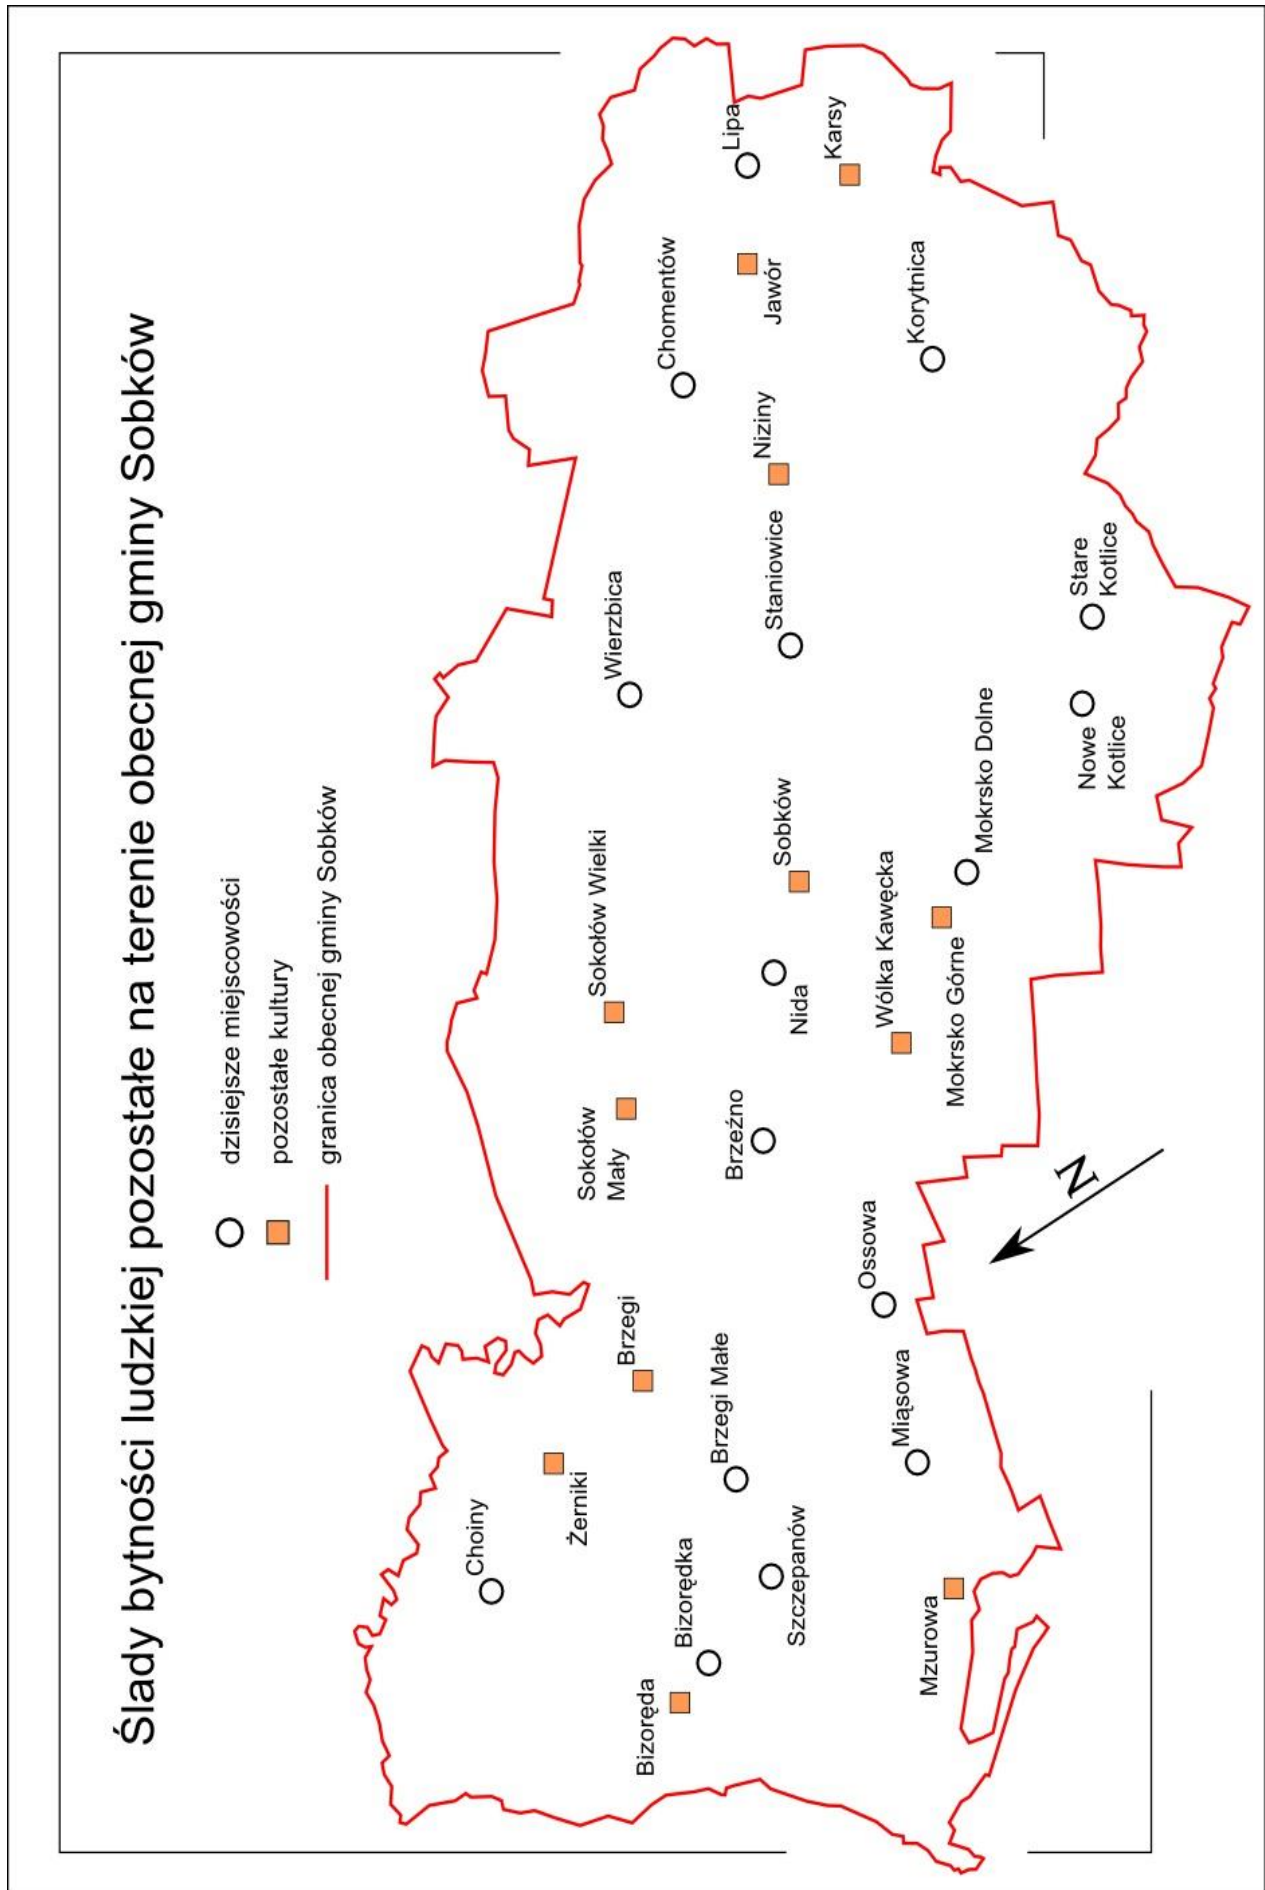 Ślady bytności ludzkiej pozostałe na terenie obecnej gminy Sobków
dzisiejsze miejscowości
pozostałe kultury
granica obecnej gminy Sobków
Choiny
Żerniki
Brzegi
Sokołów
Mały
Sokołów Wielki
Wierzbica
Chomentów
Lipa
Karsy
Jawór
Niziny
Staniowice
Korytnica
Bizoręda
Bizorędka
Brzegi Małe
Szczepanów
Brzeźno
Nida
Sobków
Wólka Kawęcka
Mokrsko Górne
Mokrsko Dolne
Ossowa
Miąsowa
Mzurowa
Nowe
Kotlice
Stare
Kotlice
N